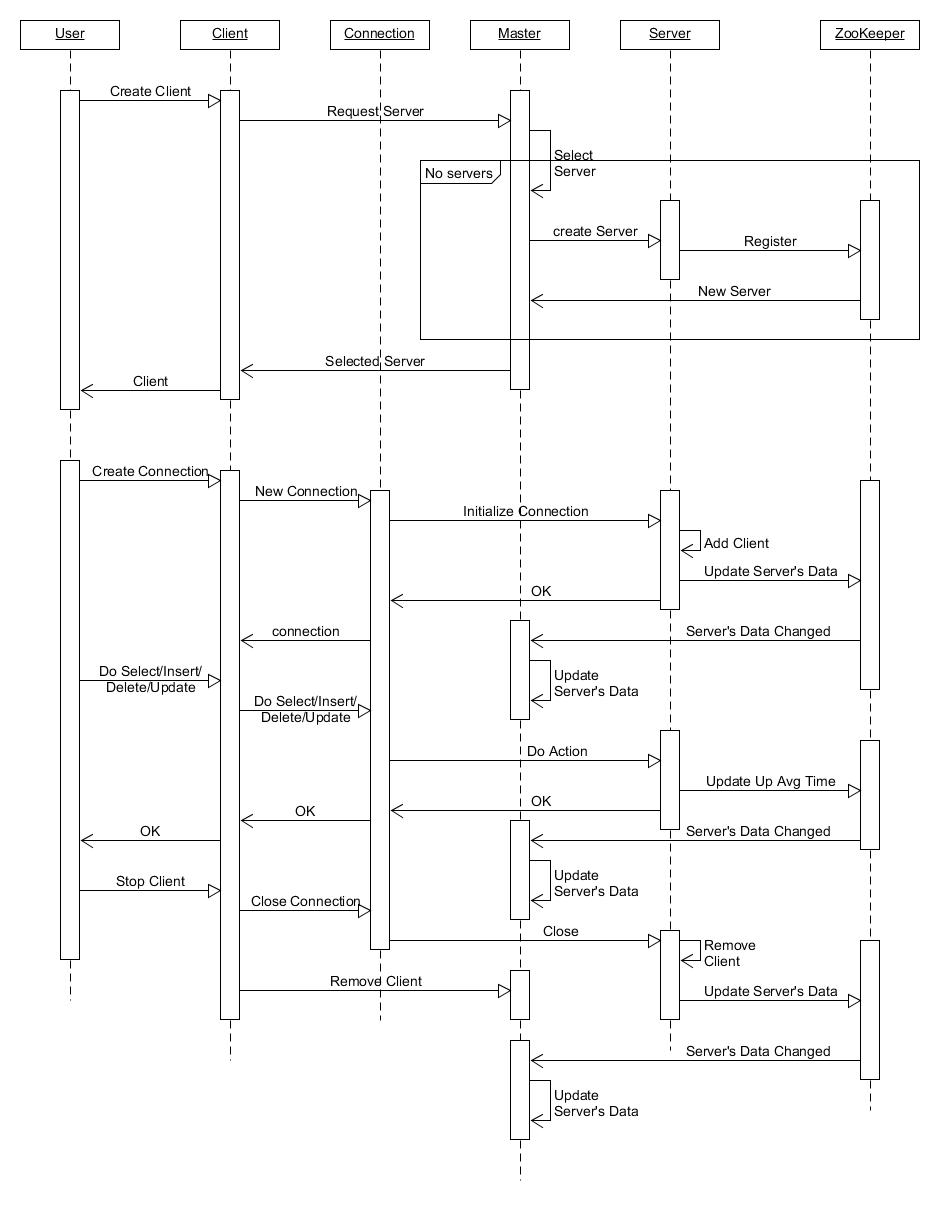 User
Client
Connection
Master
Server
ZooKeeper
Create Client
Request Server
Select
Server
No servers
create Server
Register
New Server
Selected Server
Client
Create Connection
New Connection
Initialize Connection
Add Client
Update Server's Data
OK
connection
Server's Data Changed
Do Select/Insert/
Delete/Update
Update
Server's Data
Do Select/Insert/
Delete/Update
Do Action
Update Up Avg Time
OK
OK
OK
Server's Data Changed
Update
Server's Data
Stop Client
Close Connection
Close
Remove
Client
Remove Client
Update Server's Data
Server's Data Changed
Update
Server's Data